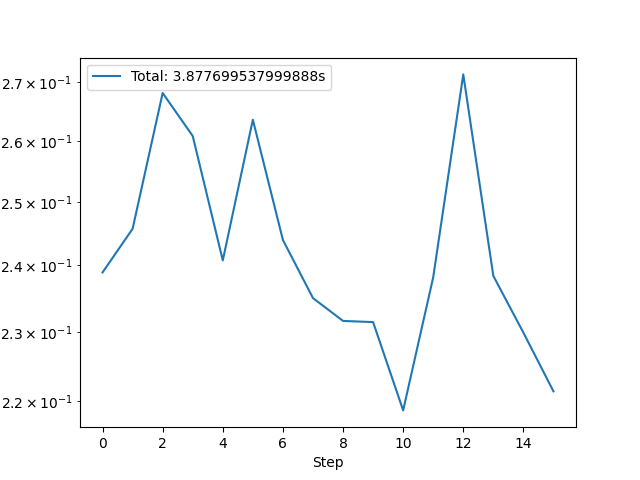 Total: 3.877699537999888s
2.7 × 10⁻¹
2.6 × 10⁻¹
2.5 × 10⁻¹
2.4 × 10⁻¹
2.3 × 10⁻¹
2.2 × 10⁻¹
0 2 4 6 8 10 12 14
Step